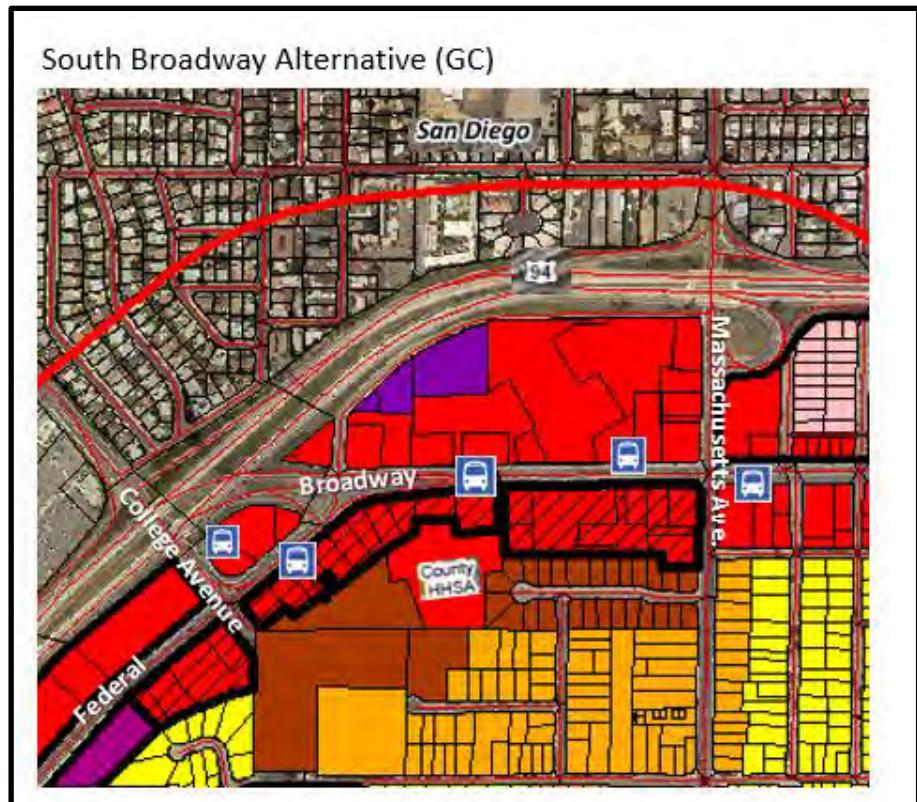 South Broadway Alternative (GC)
San Diego
94
Massachusetts Ave.
Broadway
College Avenue
County
HHSA
Federal